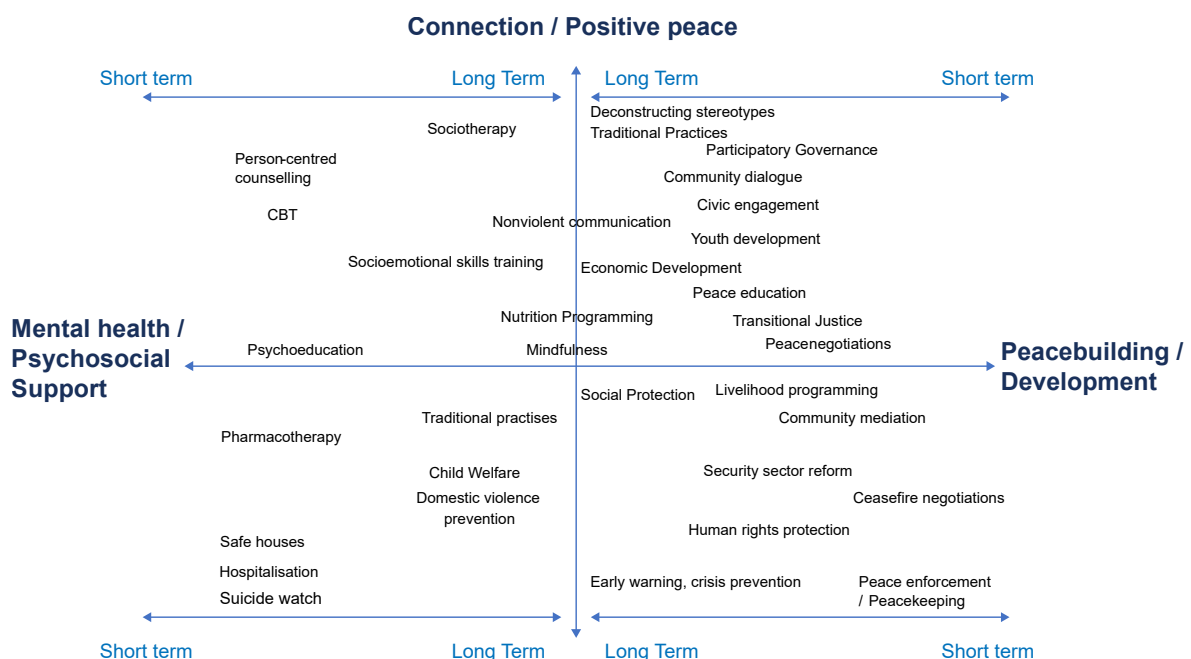 Connection / Positive peace
Short term
Long Term
Long Term
Short term
Deconstructing stereotypes
Sociotherapy
Traditional Practices
Participatory Governance
Person-centred
counselling
Community dialogue
Civic engagement
CBT
Nonviolent communication
Youth development
Socioemotional skills training
Economic Development
Peace education
Nutrition Programming
Transitional Justice
Mental health /
Psychosocial
Support
Psychoeducation
Mindfulness
Peacenegotiations
Peacebuilding /
Development
Social Protection
Livelihood programming
Traditional practises
Community mediation
Pharmacotherapy
Child Welfare
Security sector reform
Domestic violence
prevention
Ceasefire negotiations
Human rights protection
Safe houses
Hospitalisation
Early warning, crisis prevention
Peace enforcement
/ Peacekeeping
Suicide watch
Short term
Long Term
Long Term
Short term